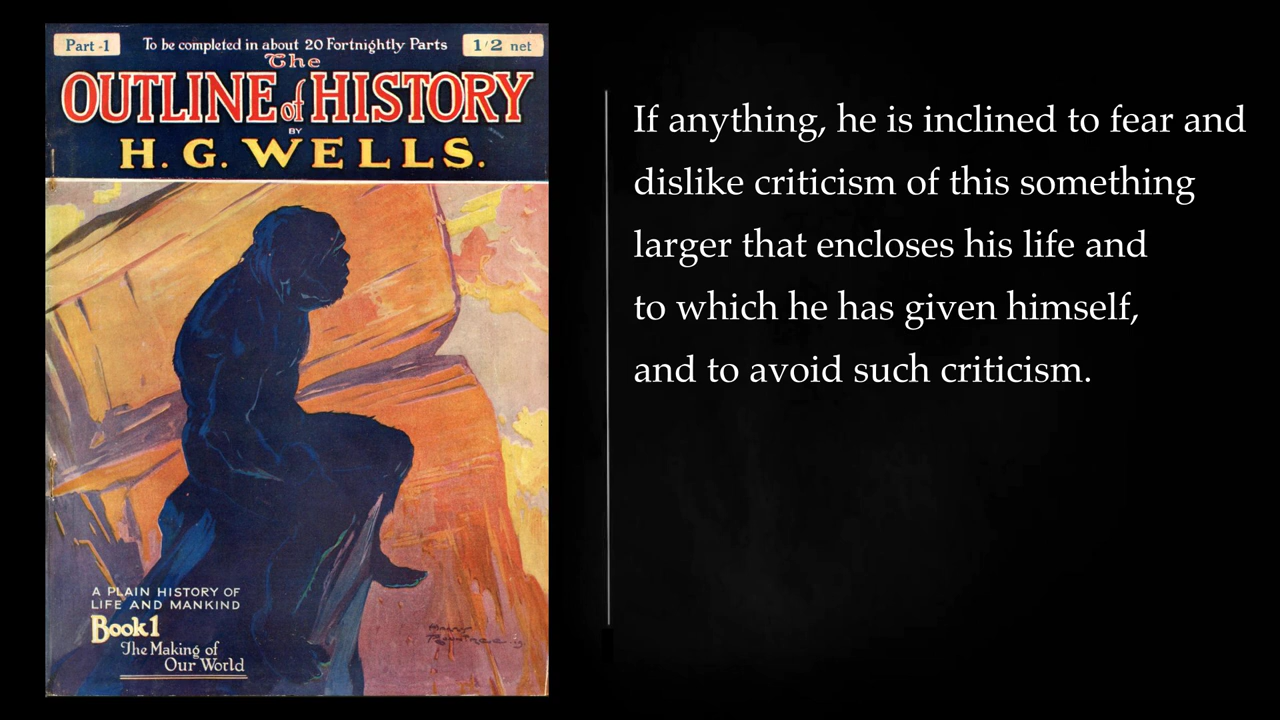 Part -1
To be completed in about 20 Fortnightly Parts
1/2 net
The
OUTLINE of HISTORY
BY
H. G. WELLS.
A PLAIN HISTORY OF
LIFE AND MANKIND
Book 1
The Making of
Our World
If anything, he is inclined to fear and
dislike criticism of this something
larger that encloses his life and
to which he has given himself,
and to avoid such criticism.